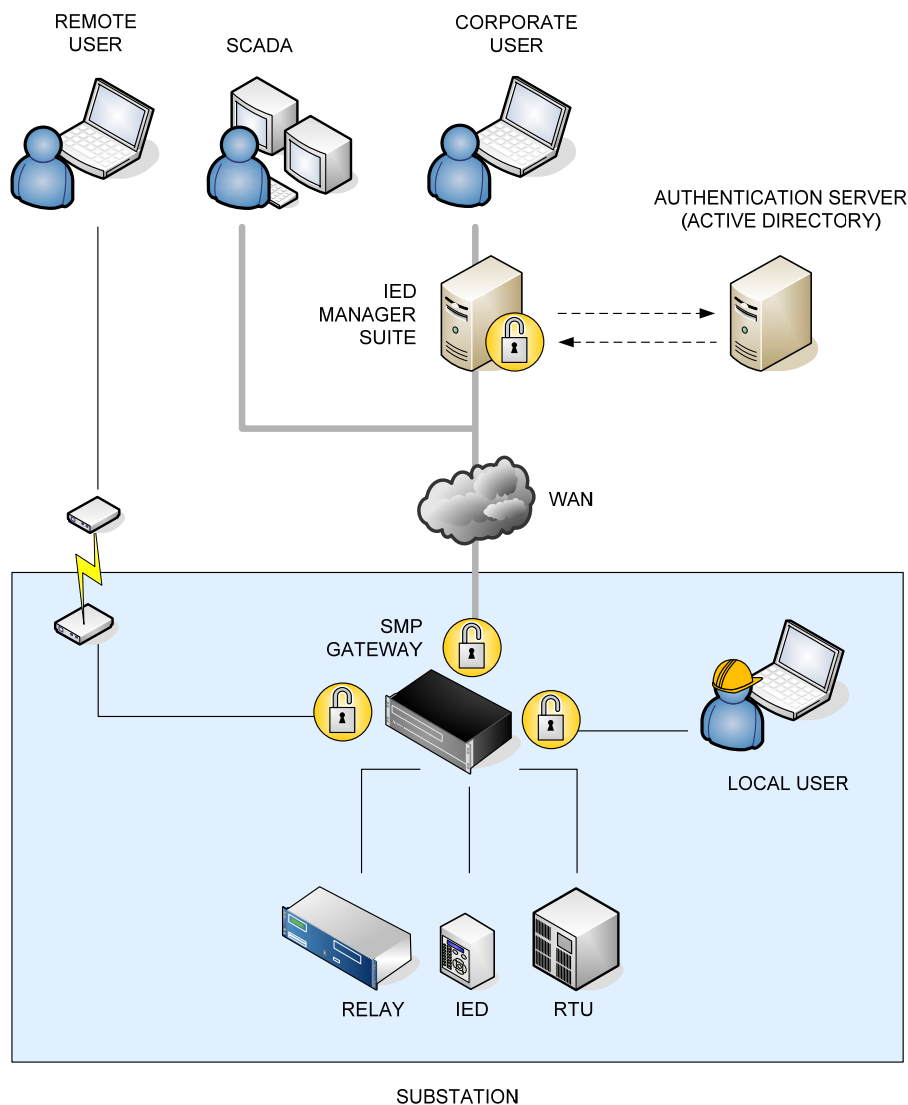 REMOTE
USER
SCADA
CORPORATE
USER
AUTHENTICATION SERVER
(ACTIVE DIRECTORY)
IED
MANAGER
SUITE
WAN
SMP
GATEWAY
LOCAL USER
RELAY
IED
RTU
SUBSTATION